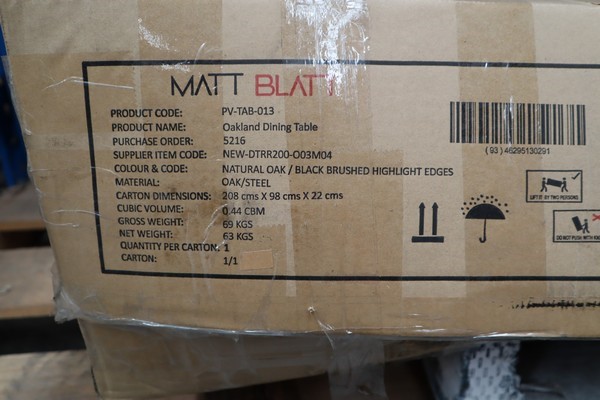 MATT BLATT
PRODUCT CODE: PV-TAB-013
PRODUCT NAME: Oakland Dining Table
PURCHASE ORDER: 5216
SUPPLIER ITEM CODE: NEW-DTRR200-O03M04
COLOUR & CODE: NATURAL OAK / BLACK BRUSHED HIGHLIGHT EDGES
MATERIAL: OAK/STEEL
CARTON DIMENSIONS: 208 cms X 98 cms X 22 cms
CUBIC VOLUME: 0.44 CBM
GROSS WEIGHT: 69 KGS
NET WEIGHT: 63 KGS
QUANTITY PER CARTON: 1
CARTON: 1/1
(93)46295130291
LIFT BY TWO PERSONS
DO NOT PUSH WITH